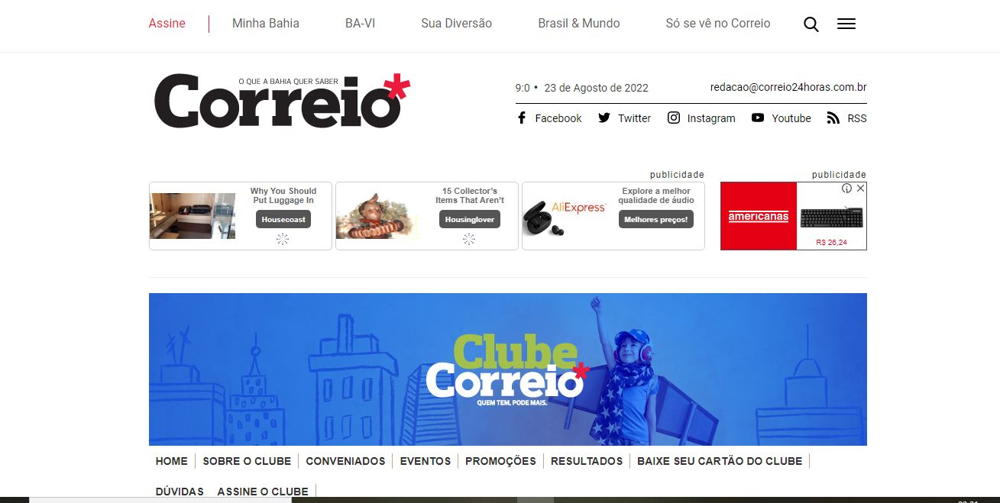 Assine
Minha Bahia
BA-VI
Sua Diversão
Brasil & Mundo
Só se vê no Correio
O QUE A BAHIA QUER SABER
Correio*
9:0 • 23 de Agosto de 2022
redacao@correio24horas.com.br
Facebook
Twitter
Instagram
Youtube
RSS
publicidade
publicidade
Why You Should
Put Luggage In
Housecoast
15 Collector's
Items That Aren't
Housinglover
AliExpress
Explore a melhor
qualidade de áudio
Melhores preços!
americanas
R$ 26,24
Clube
Correio*
QUEM TEM, PODE MAIS.
HOME
SOBRE O CLUBE
CONVENIADOS
EVENTOS
PROMOÇÕES
RESULTADOS
BAIXE SEU CARTÃO DO CLUBE
DÚVIDAS
ASSINE O CLUBE